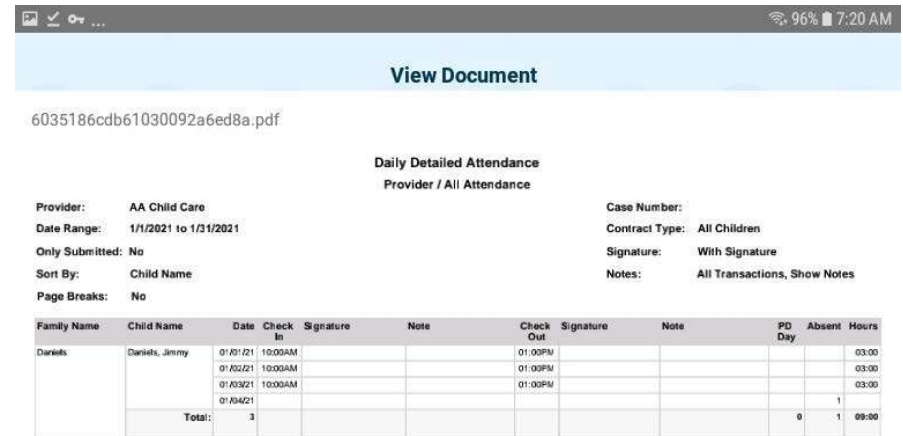 ... 96% 7:20 AM
View Document
6035186cdb61030092a6ed8a.pdf
Daily Detailed Attendance
Provider / All Attendance
Provider: AA Child Care Case Number:
Date Range: 1/1/2021 to 1/31/2021 Contract Type: All Children
Only Submitted: No Signature: With Signature
Sort By: Child Name Notes: All Transactions, Show Notes
Page Breaks: No
Family Name Child Name Date Check In Signature Note Check Out Signature Note PD Day Absent Hours
Daniels Daniels, Jimmy 01/01/21 10:00AM 01:00PM 03:00
01/02/21 10:00AM 01:00PM 03:00
01/03/21 10:00AM 01:00PM 03:00
01/04/21 1
Total: 3 0 1 09:00